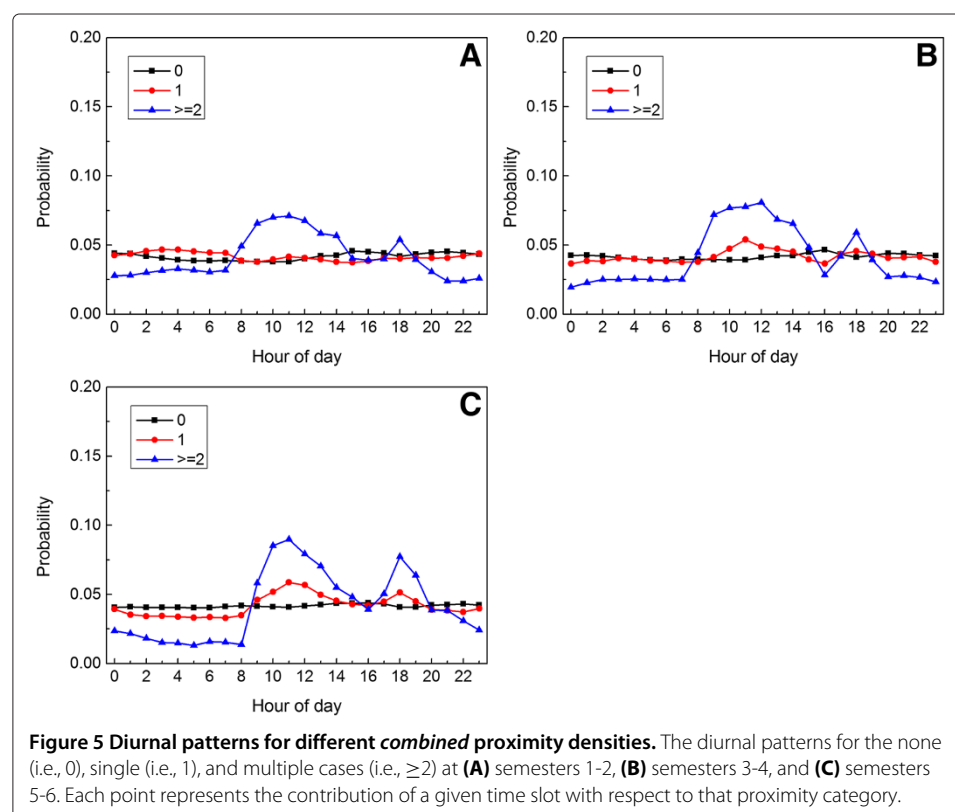 0.20
0.15
0.10
0.05
0.00
Probability
0
1
>=2
A
0 2 4 6 8 10 12 14 16 18 20 22
Hour of day
0.20
0.15
0.10
0.05
0.00
Probability
0
1
>=2
B
0 2 4 6 8 10 12 14 16 18 20 22
Hour of day
0.20
0.15
0.10
0.05
0.00
Probability
0
1
>=2
C
0 2 4 6 8 10 12 14 16 18 20 22
Hour of day
Figure 5 Diurnal patterns for different combined proximity densities. The diurnal patterns for the none
(i.e., 0), single (i.e., 1), and multiple cases (i.e., ≥2) at (A) semesters 1-2, (B) semesters 3-4, and (C) semesters
5-6. Each point represents the contribution of a given time slot with respect to that proximity category.